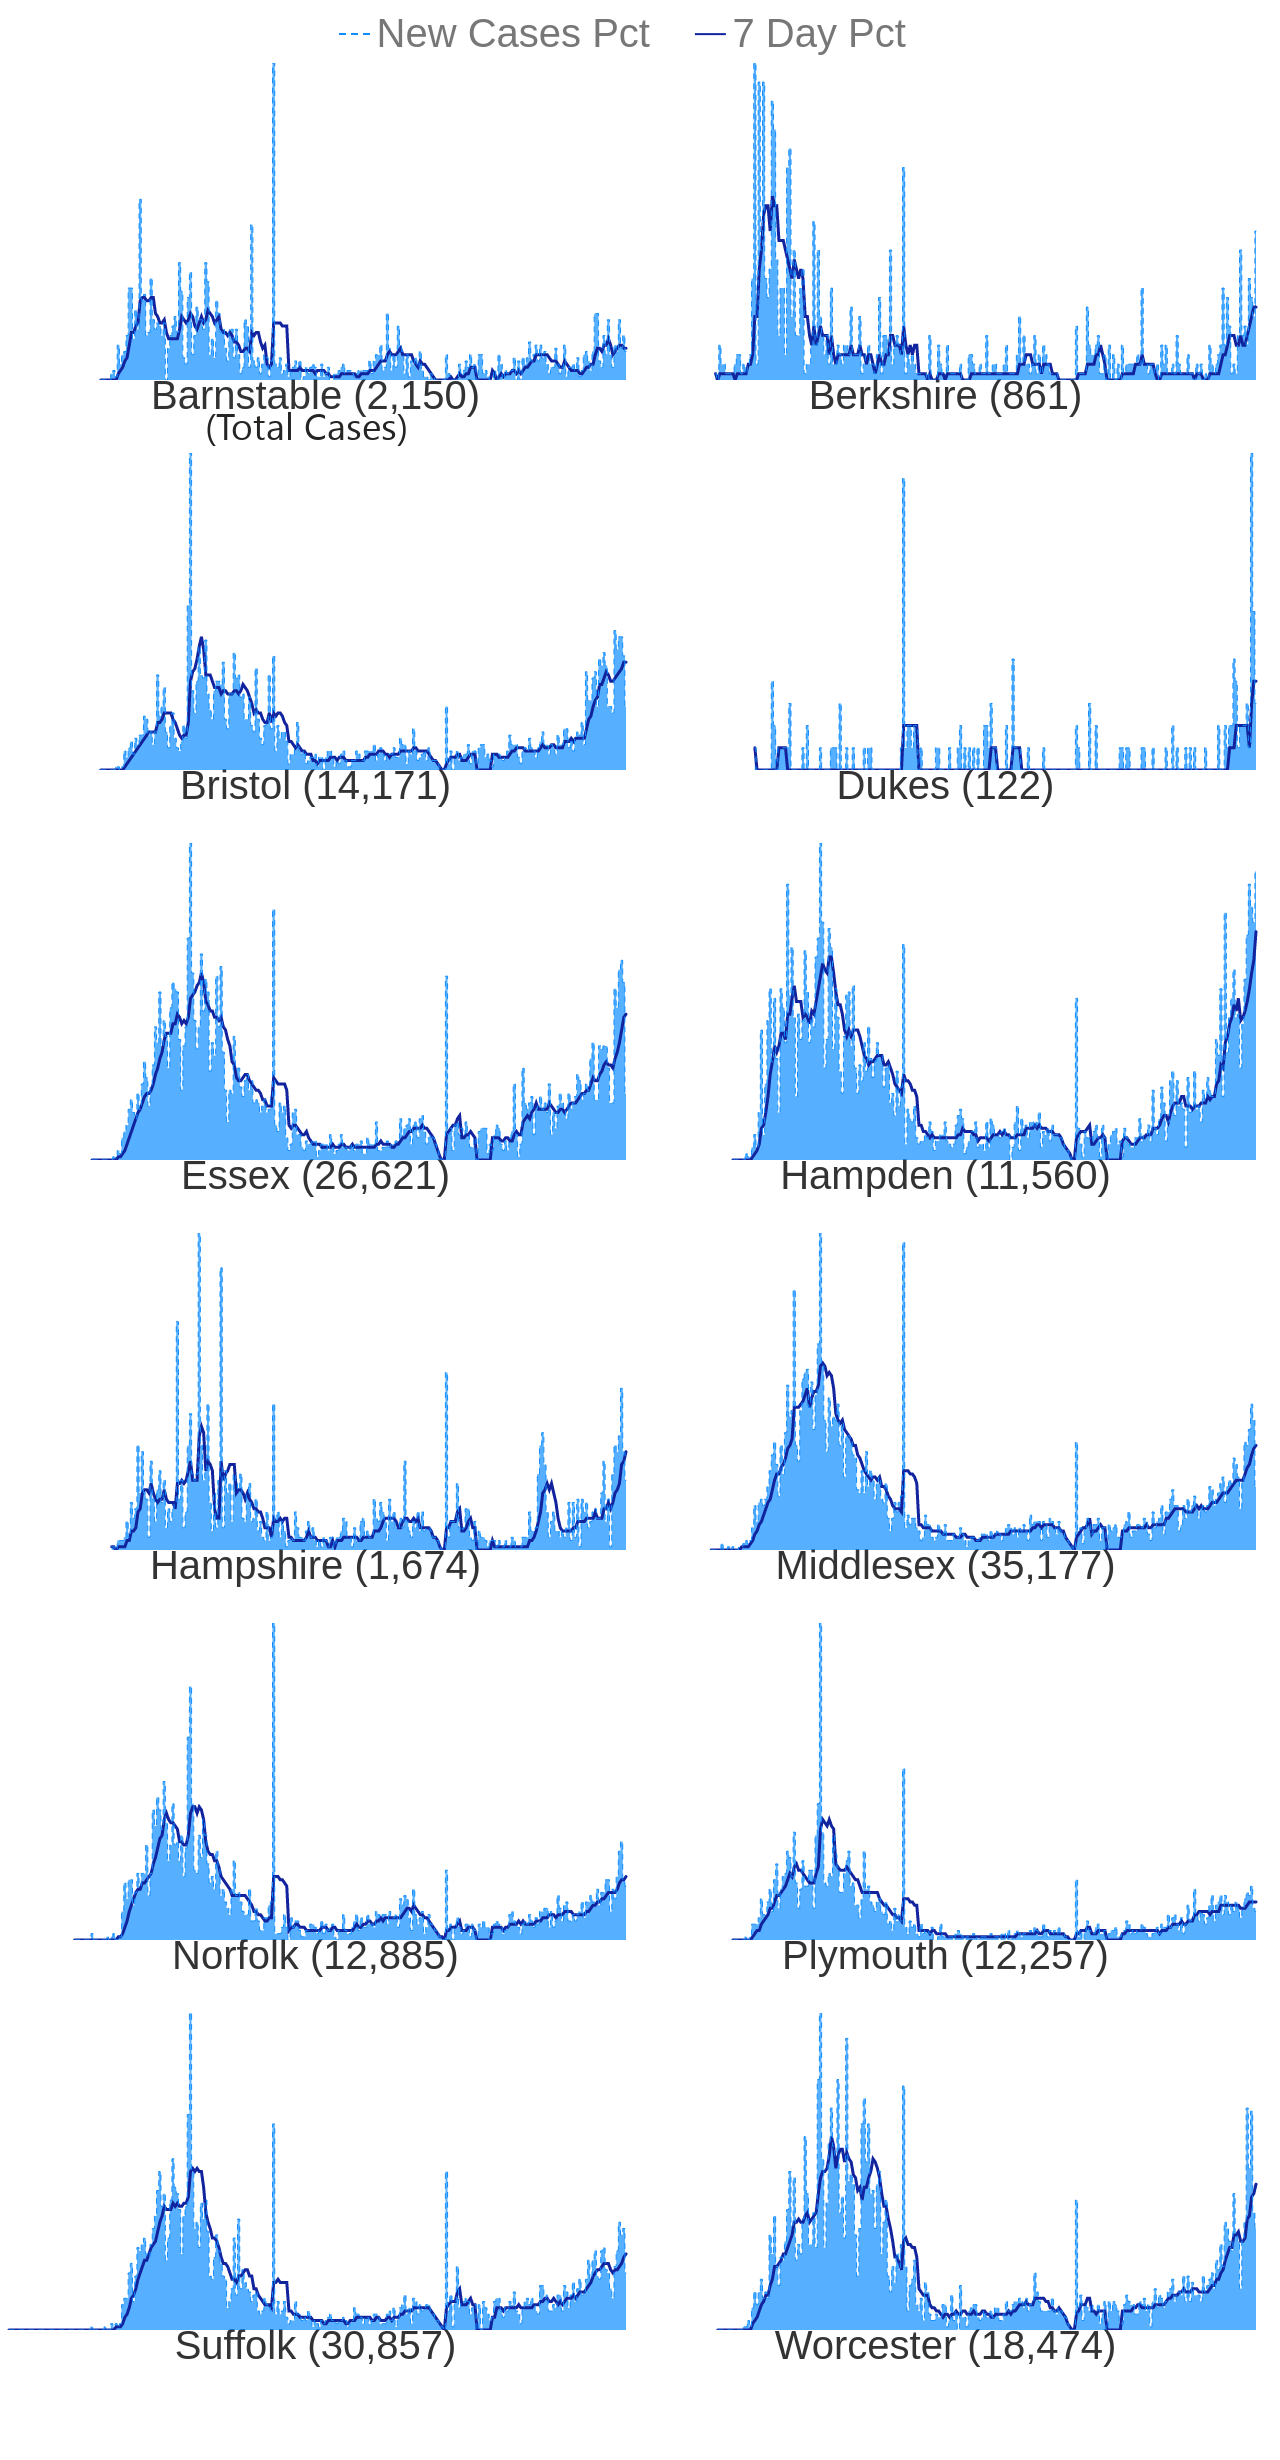 New Cases Pct 7 Day Pct
Barnstable (2,150) Berkshire (861)
(Total Cases)
Bristol (14,171) Dukes (122)
Essex (26,621) Hampden (11,560)
Hampshire (1,674) Middlesex (35,177)
Norfolk (12,885) Plymouth (12,257)
Suffolk (30,857) Worcester (18,474)